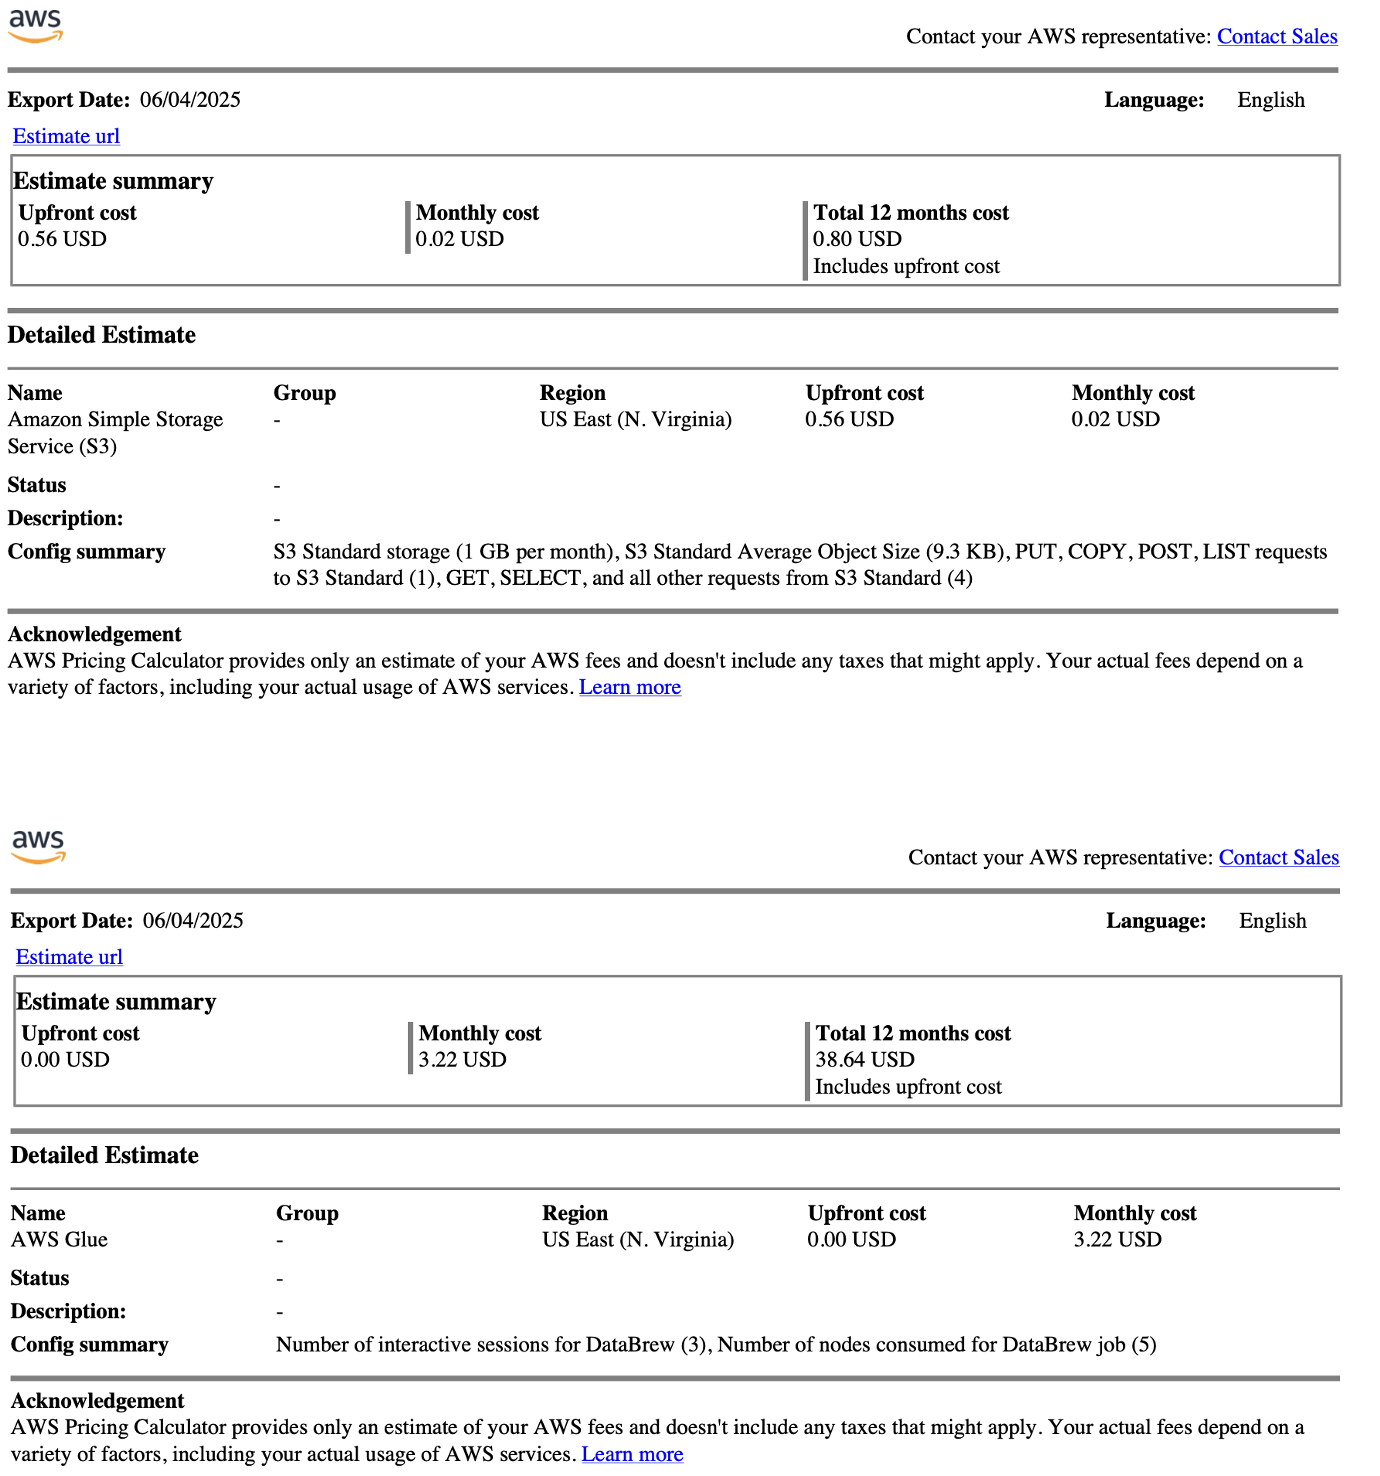 aws
Contact your AWS representative: Contact Sales
Export Date: 06/04/2025 Language: English
Estimate url
Estimate summary
Upfront cost Monthly cost Total 12 months cost
0.56 USD 0.02 USD 0.80 USD
Includes upfront cost
Detailed Estimate
Name Group Region Upfront cost Monthly cost
Amazon Simple Storage - US East (N. Virginia) 0.56 USD 0.02 USD
Service (S3)
Status -
Description: -
Config summary S3 Standard storage (1 GB per month), S3 Standard Average Object Size (9.3 KB), PUT, COPY, POST, LIST requests
to S3 Standard (1), GET, SELECT, and all other requests from S3 Standard (4)
Acknowledgement
AWS Pricing Calculator provides only an estimate of your AWS fees and doesn't include any taxes that might apply. Your actual fees depend on a
variety of factors, including your actual usage of AWS services. Learn more
aws
Contact your AWS representative: Contact Sales
Export Date: 06/04/2025 Language: English
Estimate url
Estimate summary
Upfront cost Monthly cost Total 12 months cost
0.00 USD 3.22 USD 38.64 USD
Includes upfront cost
Detailed Estimate
Name Group Region Upfront cost Monthly cost
AWS Glue - US East (N. Virginia) 0.00 USD 3.22 USD
Status -
Description: -
Config summary Number of interactive sessions for DataBrew (3), Number of nodes consumed for DataBrew job (5)
Acknowledgement
AWS Pricing Calculator provides only an estimate of your AWS fees and doesn't include any taxes that might apply. Your actual fees depend on a
variety of factors, including your actual usage of AWS services. Learn more